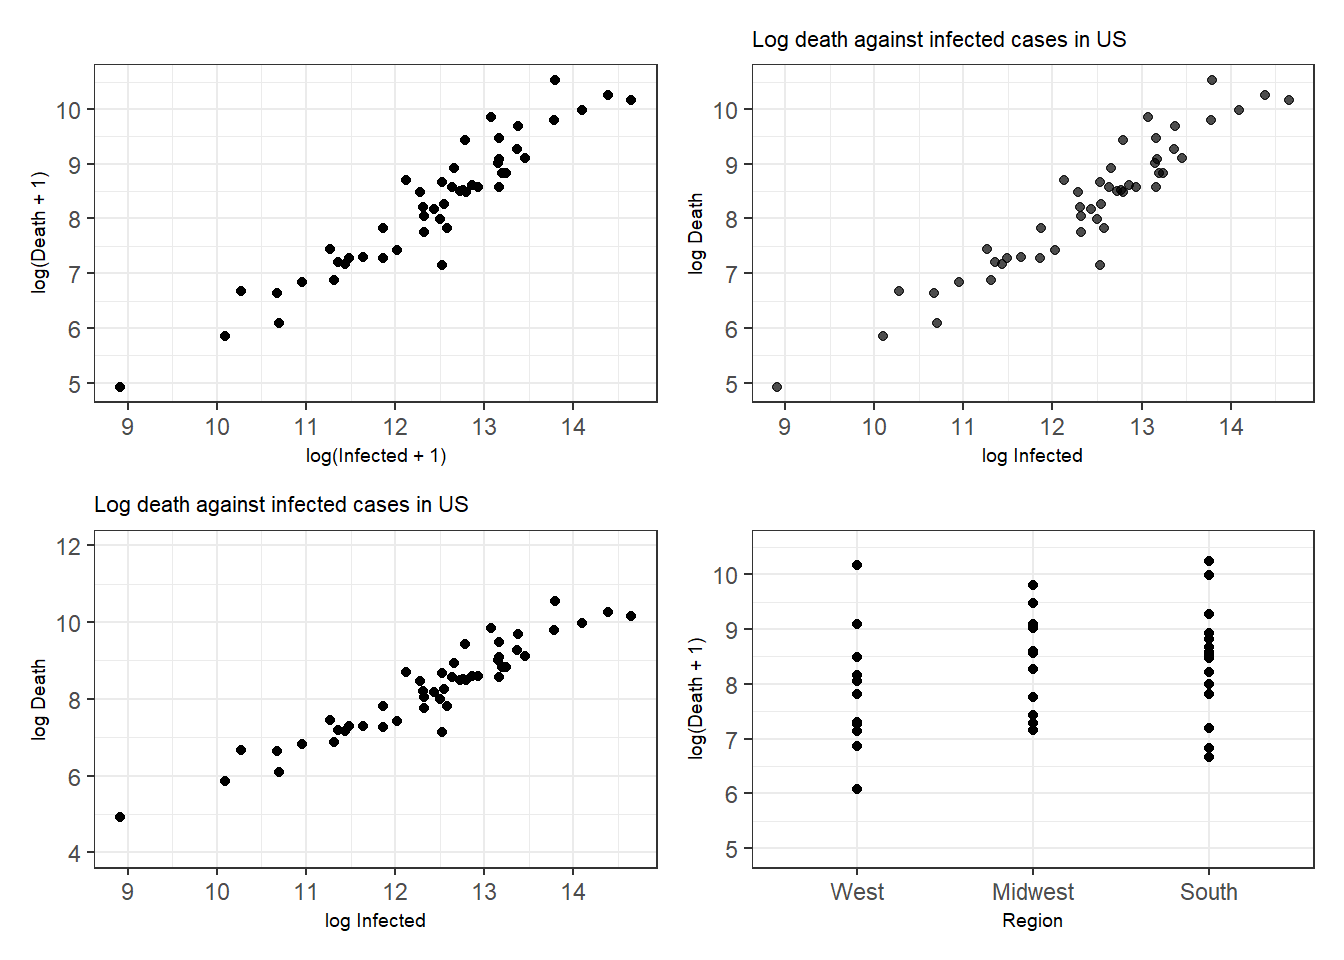 log(Death + 1)
10
9
8
7
6
5
9 10 11 12 13 14
log(Infected + 1)
Log death against infected cases in US
log Death
10
9
8
7
6
5
9 10 11 12 13 14
log Infected
Log death against infected cases in US
log Death
12
10
8
6
4
9 10 11 12 13 14
log Infected
log(Death + 1)
10
9
8
7
6
5
West Midwest South
Region